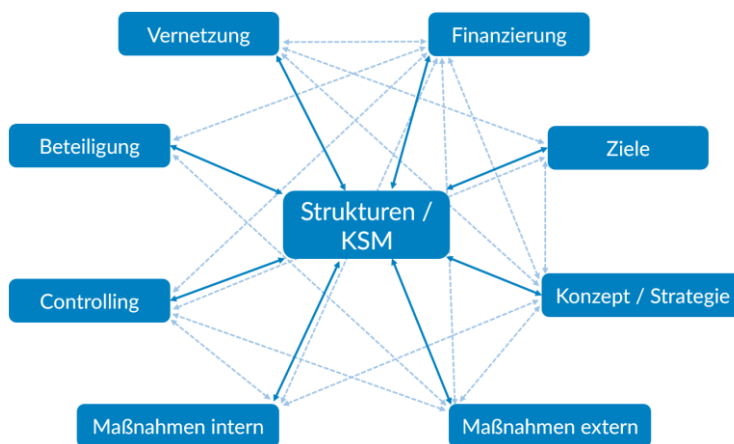 Vernetzung
Finanzierung
Beteiligung
Ziele
Strukturen /
KSM
Controlling
Konzept / Strategie
Maßnahmen intern
Maßnahmen extern